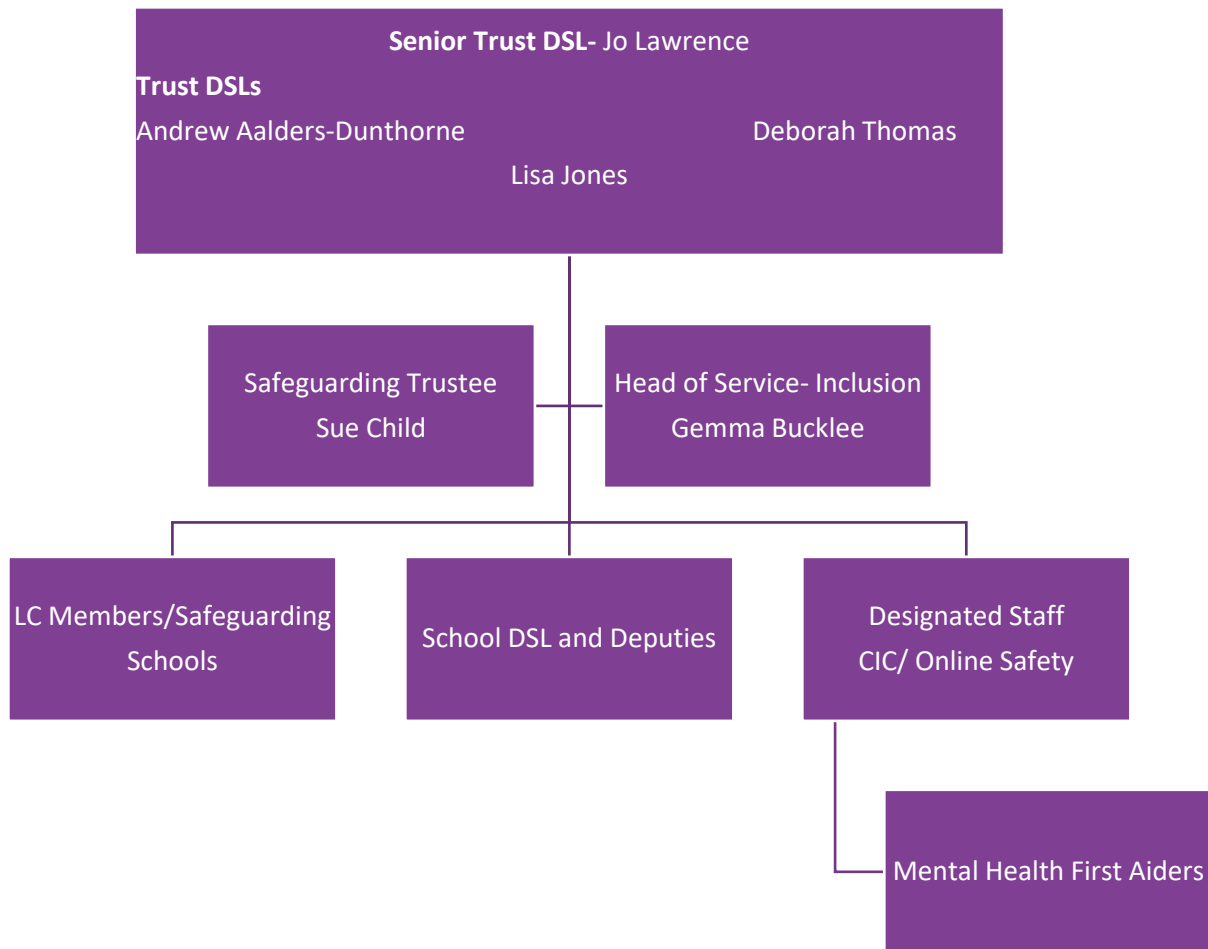 Senior Trust DSL- Jo Lawrence
Trust DSLs
Andrew Aalders-Dunthorne Deborah Thomas
Lisa Jones
Safeguarding Trustee
Sue Child
Head of Service- Inclusion
Gemma Bucklee
LC Members/Safeguarding
Schools
School DSL and Deputies
Designated Staff
CIC/ Online Safety
Mental Health First Aiders